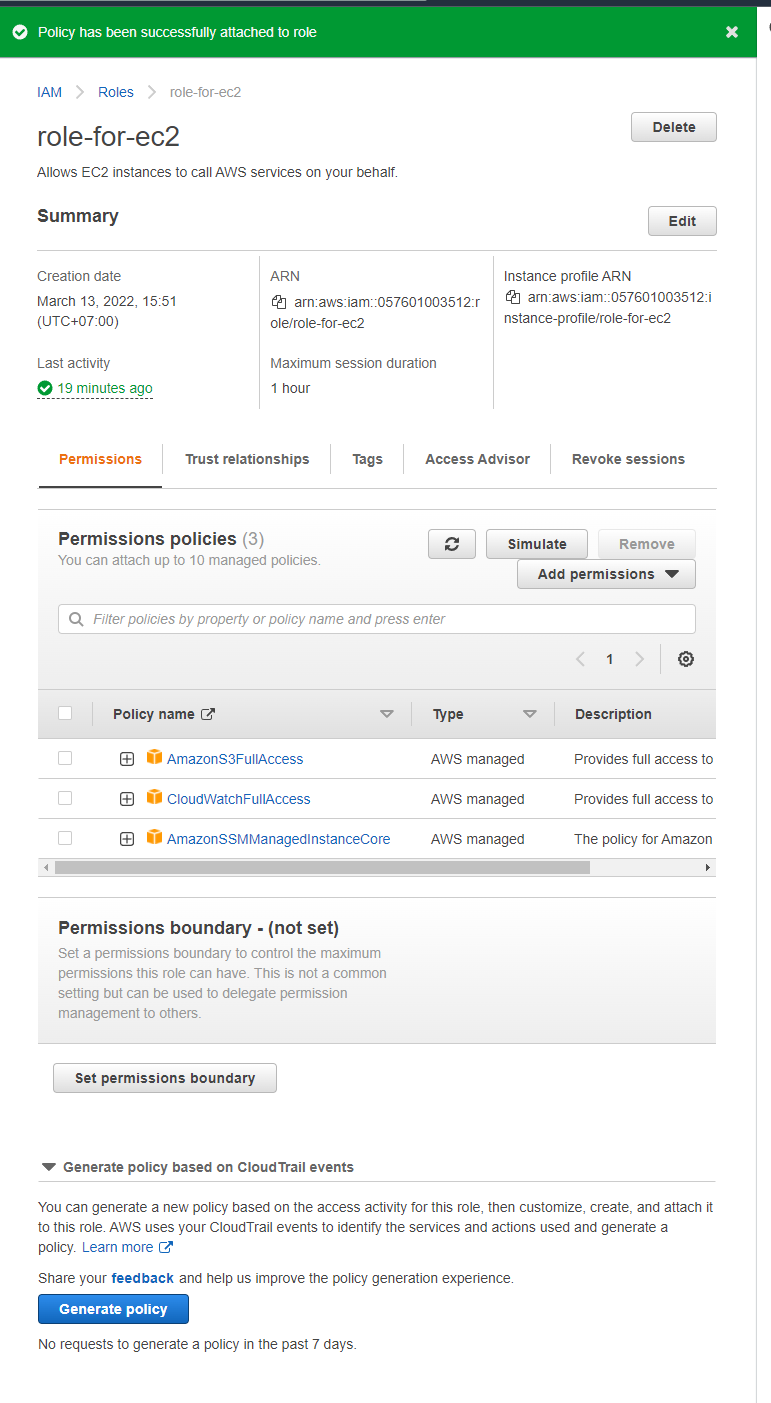 Policy has been successfully attached to role
IAM Roles role-for-ec2
role-for-ec2
Delete
Allows EC2 instances to call AWS services on your behalf.
Summary
Edit
Creation date
March 13, 2022, 15:51
(UTC+07:00)
Last activity
19 minutes ago
ARN
arn:aws:iam::057601003512:r
ole/role-for-ec2
Maximum session duration
1 hour
Instance profile ARN
arn:aws:iam::057601003512:i
nstance-profile/role-for-ec2
Permissions Trust relationships Tags Access Advisor Revoke sessions
Permissions policies (3)
You can attach up to 10 managed policies.
Simulate Remove
Add permissions
Filter policies by property or policy name and press enter
1
Policy name Type Description
AmazonS3FullAccess AWS managed Provides full access to
CloudWatchFullAccess AWS managed Provides full access to
AmazonSSMManagedInstanceCore AWS managed The policy for Amazon
Permissions boundary - (not set)
Set a permissions boundary to control the maximum
permissions this role can have. This is not a common
setting but can be used to delegate permission
management to others.
Set permissions boundary
Generate policy based on CloudTrail events
You can generate a new policy based on the access activity for this role, then customize, create, and attach it
to this role. AWS uses your CloudTrail events to identify the services and actions used and generate a
policy. Learn more
Share your feedback and help us improve the policy generation experience.
Generate policy
No requests to generate a policy in the past 7 days.